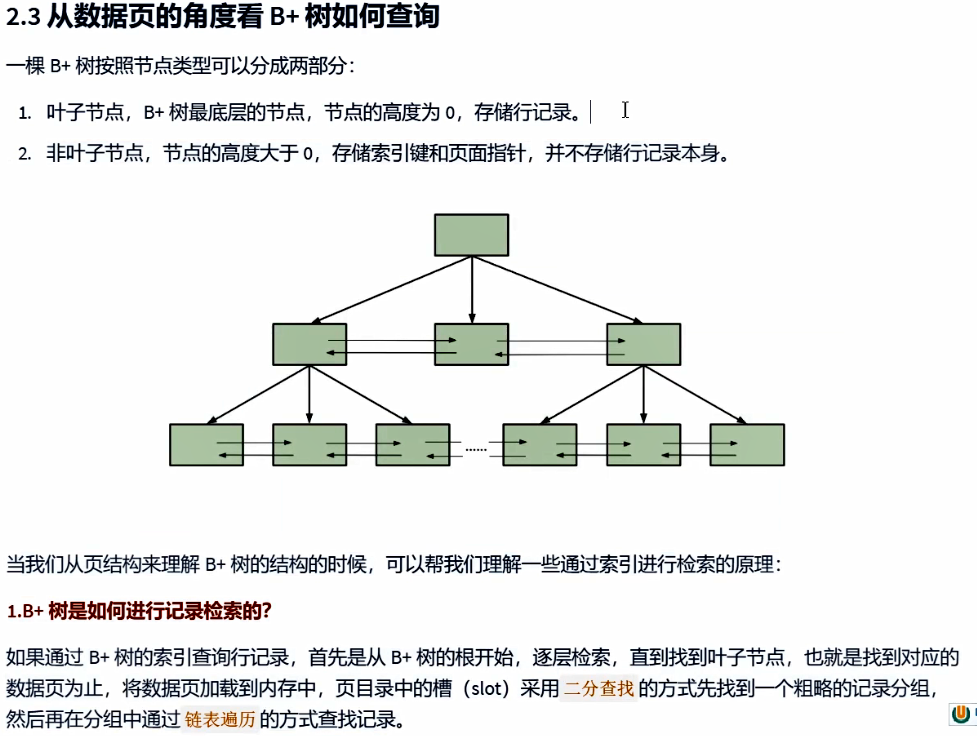 2.3 从数据页的角度看 B+ 树如何查询
一棵 B+ 树按照节点类型可以分成两部分：
1. 叶子节点，B+ 树最底层的节点，节点的高度为 0，存储行记录。
2. 非叶子节点，节点的高度大于 0，存储索引键和页面指针，并不存储行记录本身。
......
当我们从页结构来理解 B+ 树的结构的时候，可以帮我们理解一些通过索引进行检索的原理：
1.B+ 树是如何进行记录检索的？
如果通过 B+ 树的索引查询行记录，首先是从 B+ 树的根开始，逐层检索，直到找到叶子节点，也就是找到对应的
数据页为止，将数据页加载到内存中，页目录中的槽（slot）采用 二分查找 的方式先找到一个粗略的记录分组，
然后再在分组中通过 链表遍历 的方式查找记录。